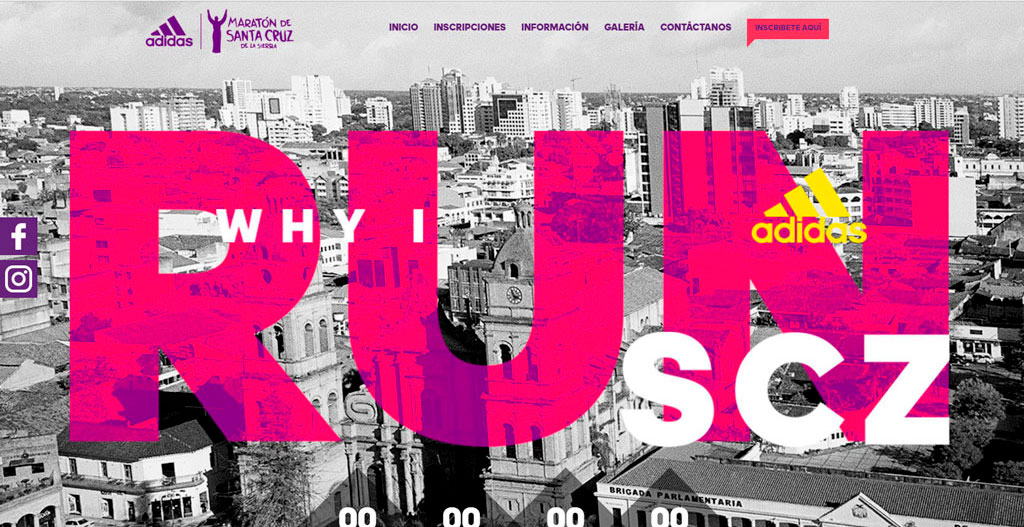 adidas
MARATÓN DE
SANTA CRUZ
DE LA SIERRA
INICIO INSCRIPCIONES INFORMACIÓN GALERÍA CONTÁCTANOS INSCRIBETE AQUÍ
RUN
WHY I
adidas
SCZ
BRIGADA PARLAMENTARIA
00 00 00 00